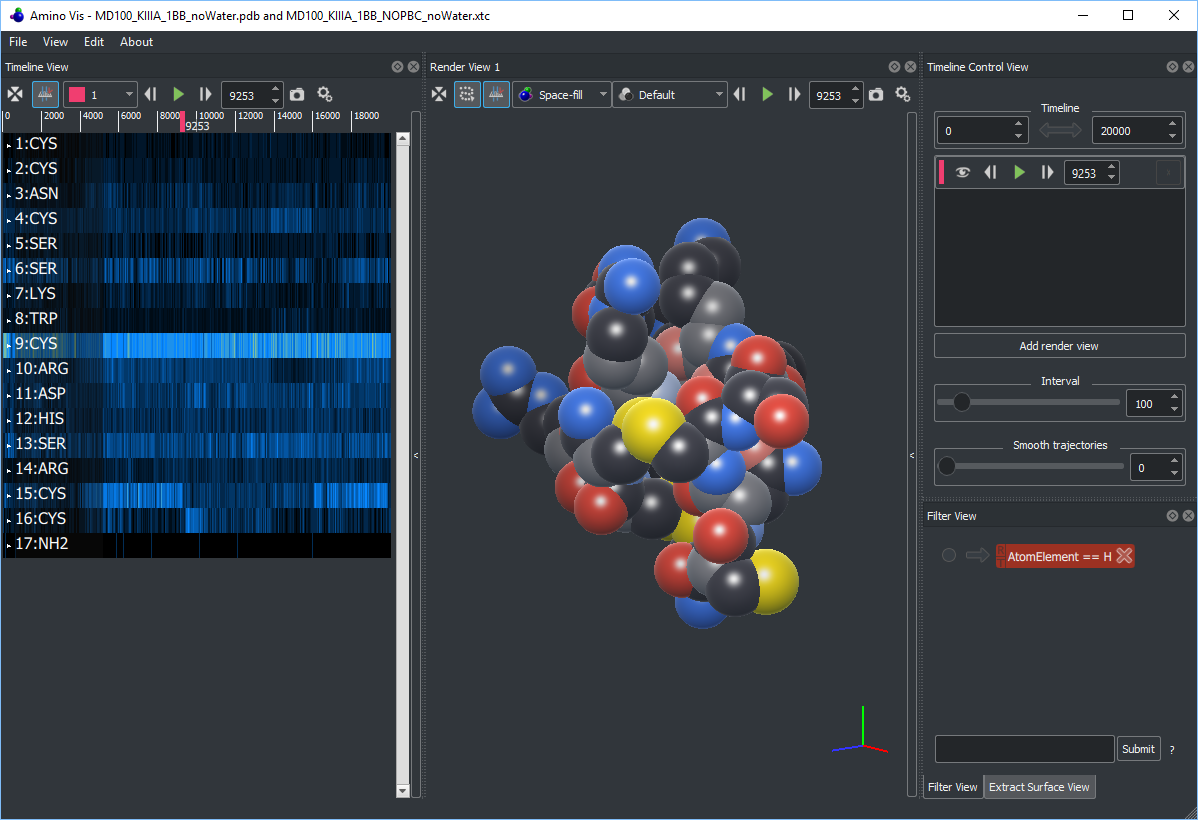 Amino Vis - MD100_KIIIA_1BB_noWater.pdb and MD100_KIIIA_1BB_NOPBC_noWater.xtc
File View Edit About
Timeline View
1
9253
0 2000 4000 6000 8000 10000 12000 14000 16000 18000
9253
1:CYS
2:CYS
3:ASN
4:CYS
5:SER
6:SER
7:LYS
8:TRP
9:CYS
10:ARG
11:ASP
12:HIS
13:SER
14:ARG
15:CYS
16:CYS
17:NH2
<
Render View 1
Space-fill
Default
9253
<
Timeline Control View
Timeline
0
20000
9253
Add render view
Interval
100
Smooth trajectories
0
Filter View
AtomElement == H
Submit ?
Filter View Extract Surface View